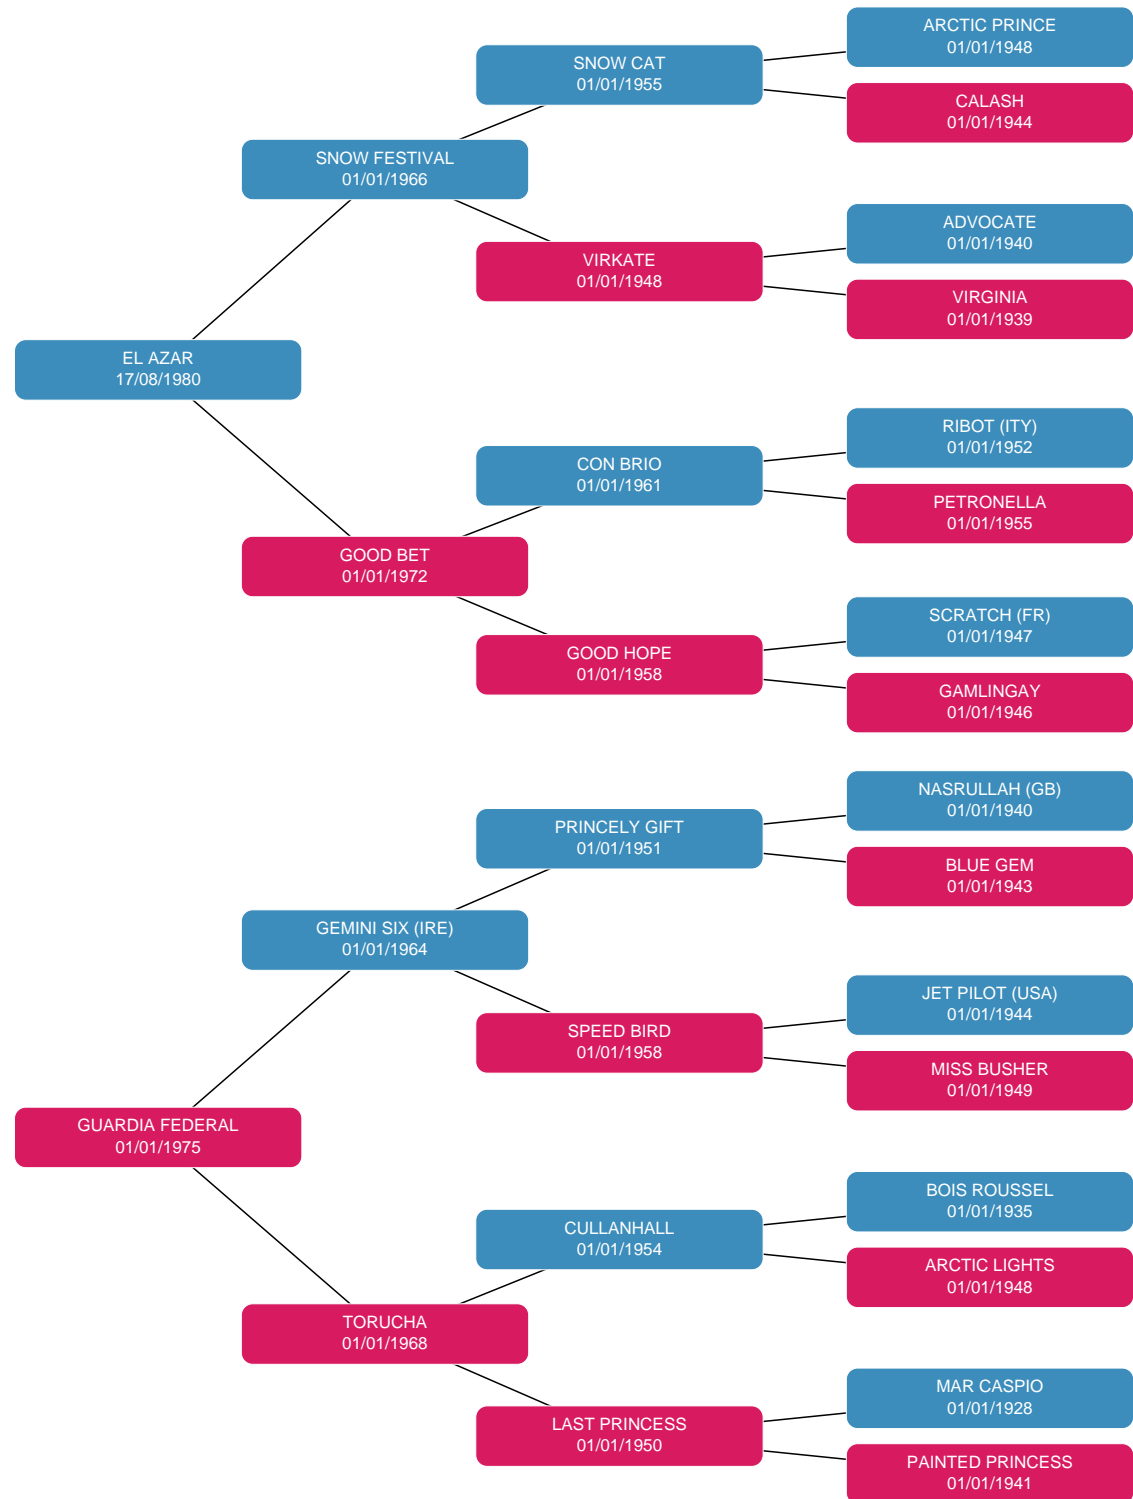 ARCTIC PRINCE
01/01/1948
SNOW CAT
01/01/1955
CALASH
01/01/1944
SNOW FESTIVAL
01/01/1966
ADVOCATE
01/01/1940
VIRKATE
01/01/1948
VIRGINIA
01/01/1939
EL AZAR
17/08/1980
RIBOT (ITY)
01/01/1952
CON BRIO
01/01/1961
PETRONELLA
01/01/1955
GOOD BET
01/01/1972
SCRATCH (FR)
01/01/1947
GOOD HOPE
01/01/1958
GAMLINGAY
01/01/1946
NASRULLAH (GB)
01/01/1940
PRINCELY GIFT
01/01/1951
BLUE GEM
01/01/1943
GEMINI SIX (IRE)
01/01/1964
JET PILOT (USA)
01/01/1944
SPEED BIRD
01/01/1958
MISS BUSHER
01/01/1949
GUARDIA FEDERAL
01/01/1975
BOIS ROUSSEL
01/01/1935
CULLANHALL
01/01/1954
ARCTIC LIGHTS
01/01/1948
TORUCHA
01/01/1968
MAR CASPIO
01/01/1928
LAST PRINCESS
01/01/1950
PAINTED PRINCESS
01/01/1941